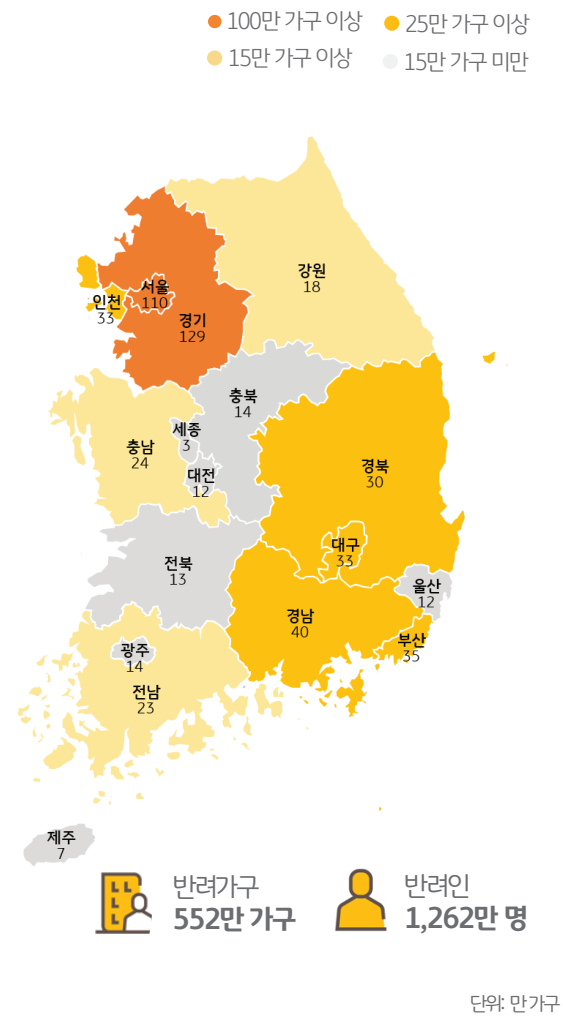 100만 가구 이상 25만 가구 이상
15만 가구 이상 15만 가구 미만
강원
18
서울
110
인천
33
경기
129
충북
14
세종
3
충남
24
대전
12
경북
30
대구
33
전북
13
울산
12
경남
40
부산
35
광주
14
전남
23
제주
7
반려가구
552만 가구
반려인
1,262만 명
단위: 만가구